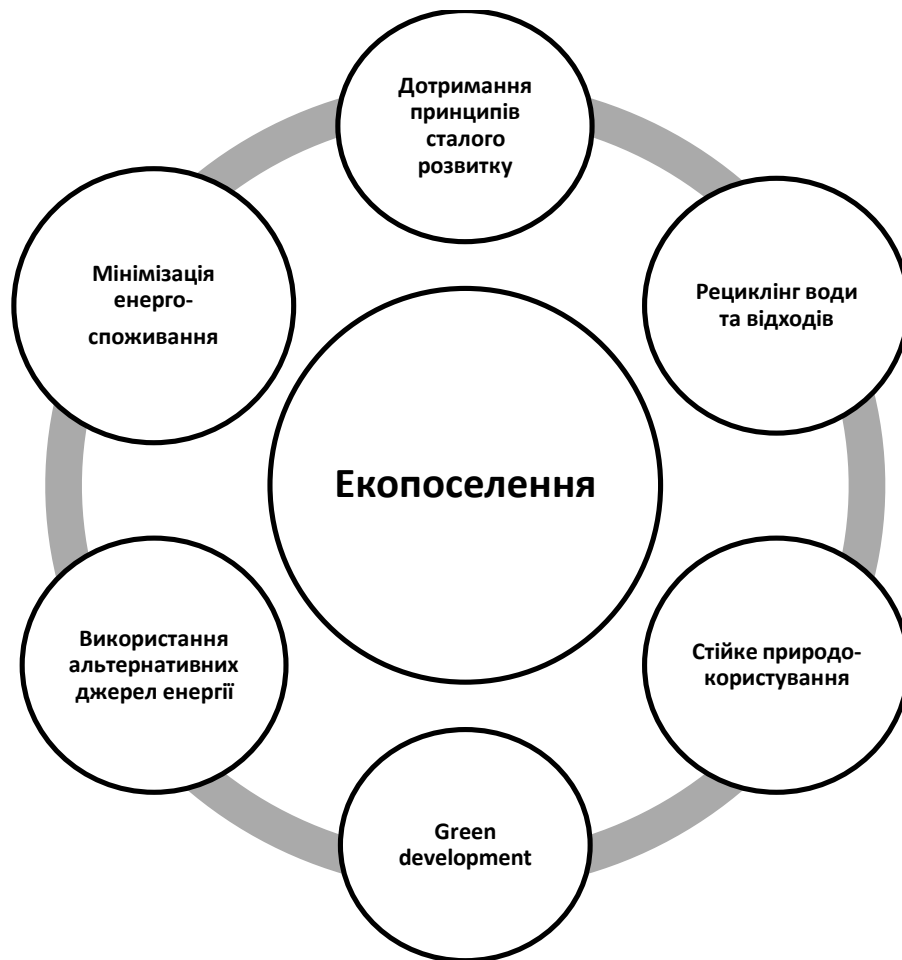 Дотримання
принципів
сталого
розвитку
Рециклінг води
та відходів
Стійке природо-
користування
Green
development
Використання
альтернативних
джерел енергії
Мінімізація
енерго-
споживання
Екопоселення